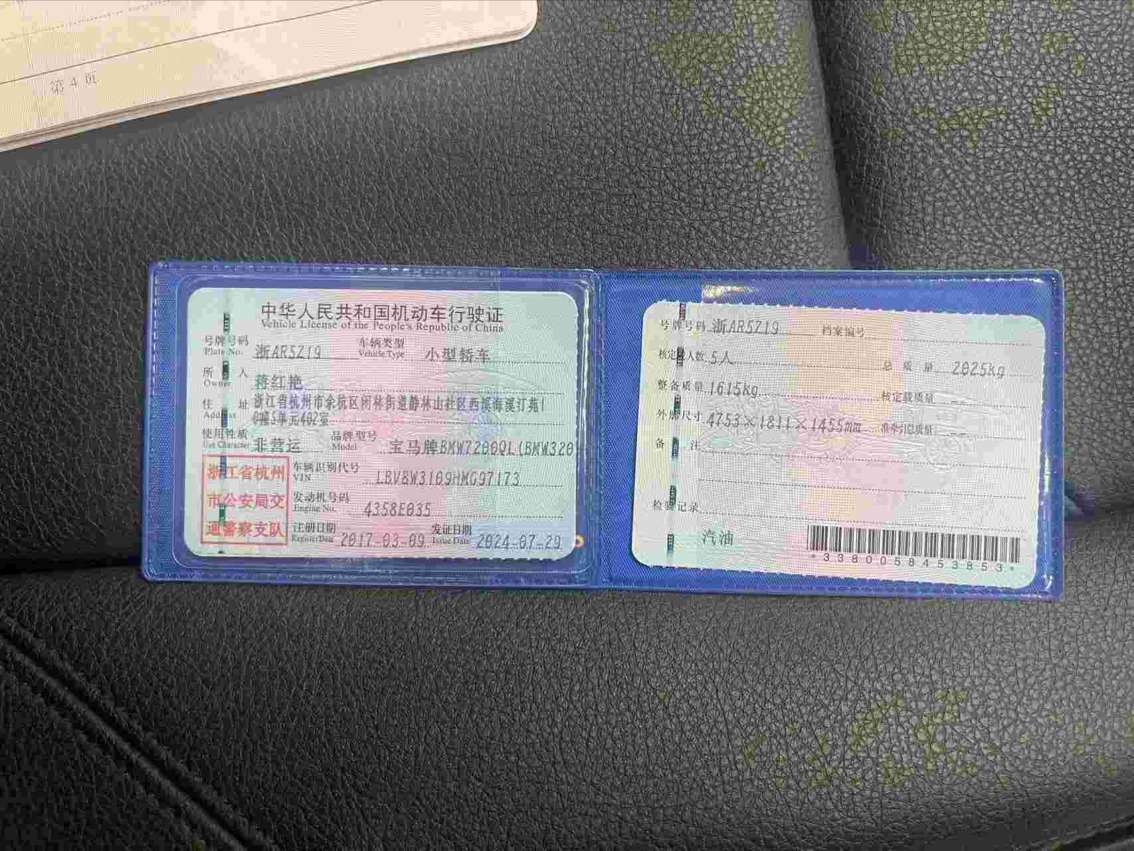 第 4 页
中华人民共和国机动车行驶证
Vehicle License of the People's Republic of China
号牌号码 浙AR5Z19 车辆类型 小型轿车
Plate No. Vehicle Type
所有人 蒋红艳
Owner
住址 浙江省杭州市余杭区闲林街道静林山社区西溪海溪汀苑1
Address 5单元402室
使用性质 非营运 品牌型号 宝马牌BMW7200QL(BMW320
Use Character Model
浙江省杭州
市公安局交
通警察支队
车辆识别代号
VIN LBV8W3109HMG97173
发动机号码
Engine No. 4358E035
注册日期 2017-03-09 发证日期 2024-07-29
Register Date Issue Date
号牌号码 浙AR5Z19 档案编号
核定载人数 5人 总质量 2025kg
整备质量 1615kg 核定载质量 --
外廓尺寸 4753×1811×1455mm 准牵引总质量 --
备注
检验记录
汽油
*3380058453853*